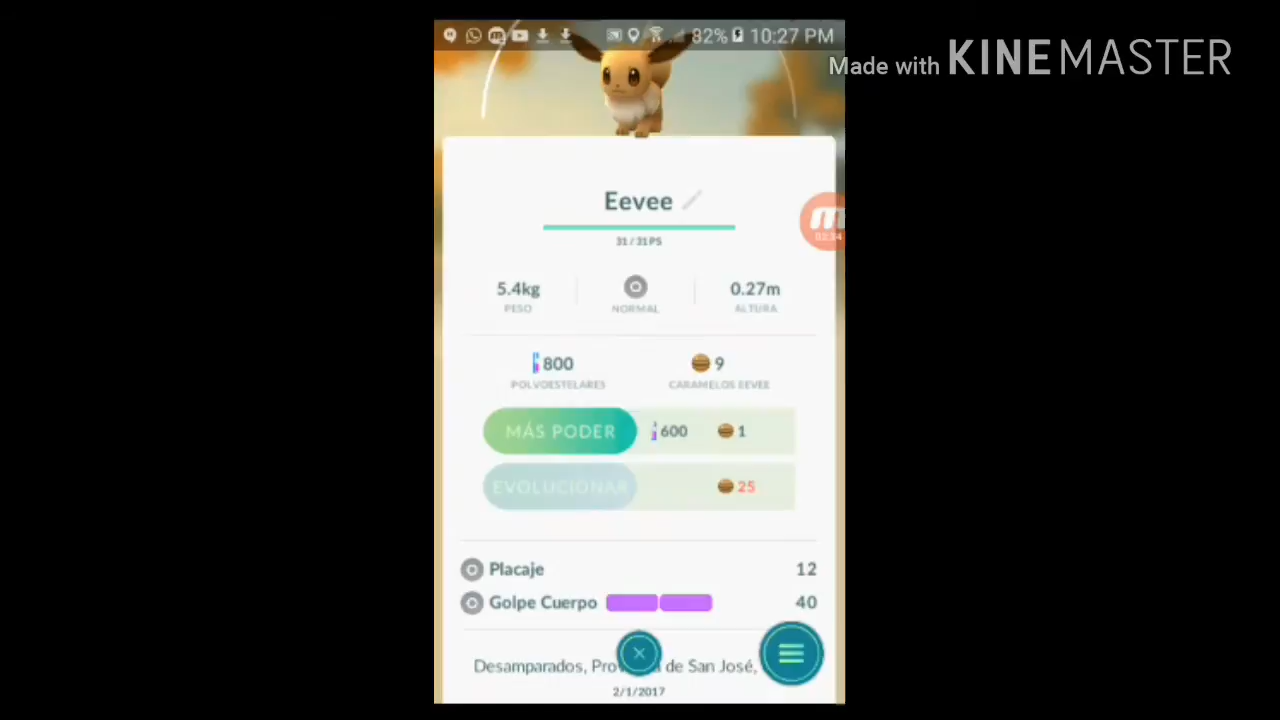 82% 10:27 PM
Made with KINEMASTER
Eevee
31 / 31 PS
5.4kg
PESO
NORMAL
0.27m
ALTURA
800
POLVOESTELARES
9
CARAMELOS EEVEE
MÁS PODER 600 1
EVOLUCIONAR 25
Placaje 12
Golpe Cuerpo 40
Desamparados, de San José,
2/1/2017